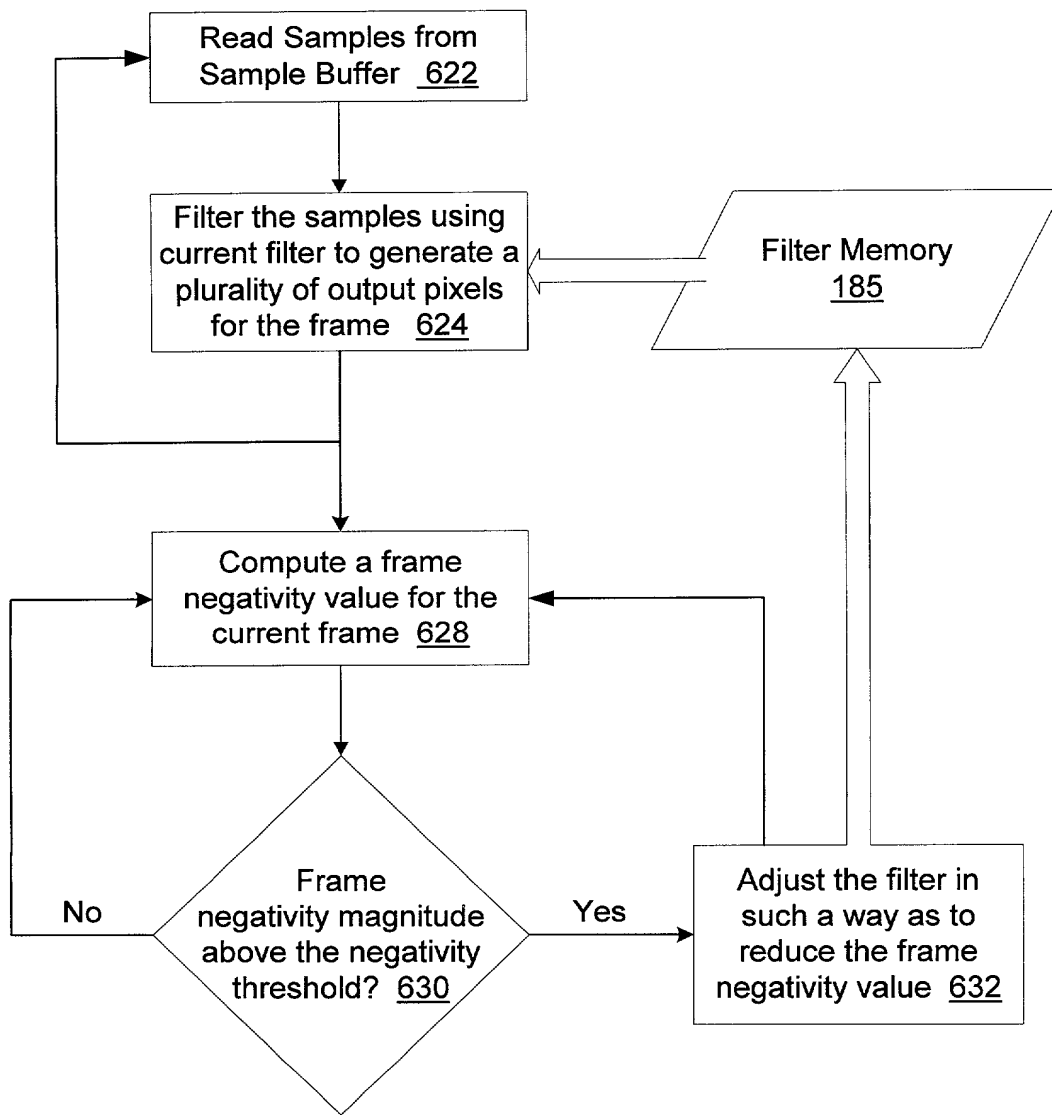 Read Samples from
Sample Buffer 622
Filter the samples using
current filter to generate a
plurality of output pixels
for the frame 624
Filter Memory
185
Compute a frame
negativity value for the
current frame 628
Frame
negativity magnitude
above the negativity
threshold? 630
No
Yes
Adjust the filter in
such a way as to
reduce the frame
negativity value 632